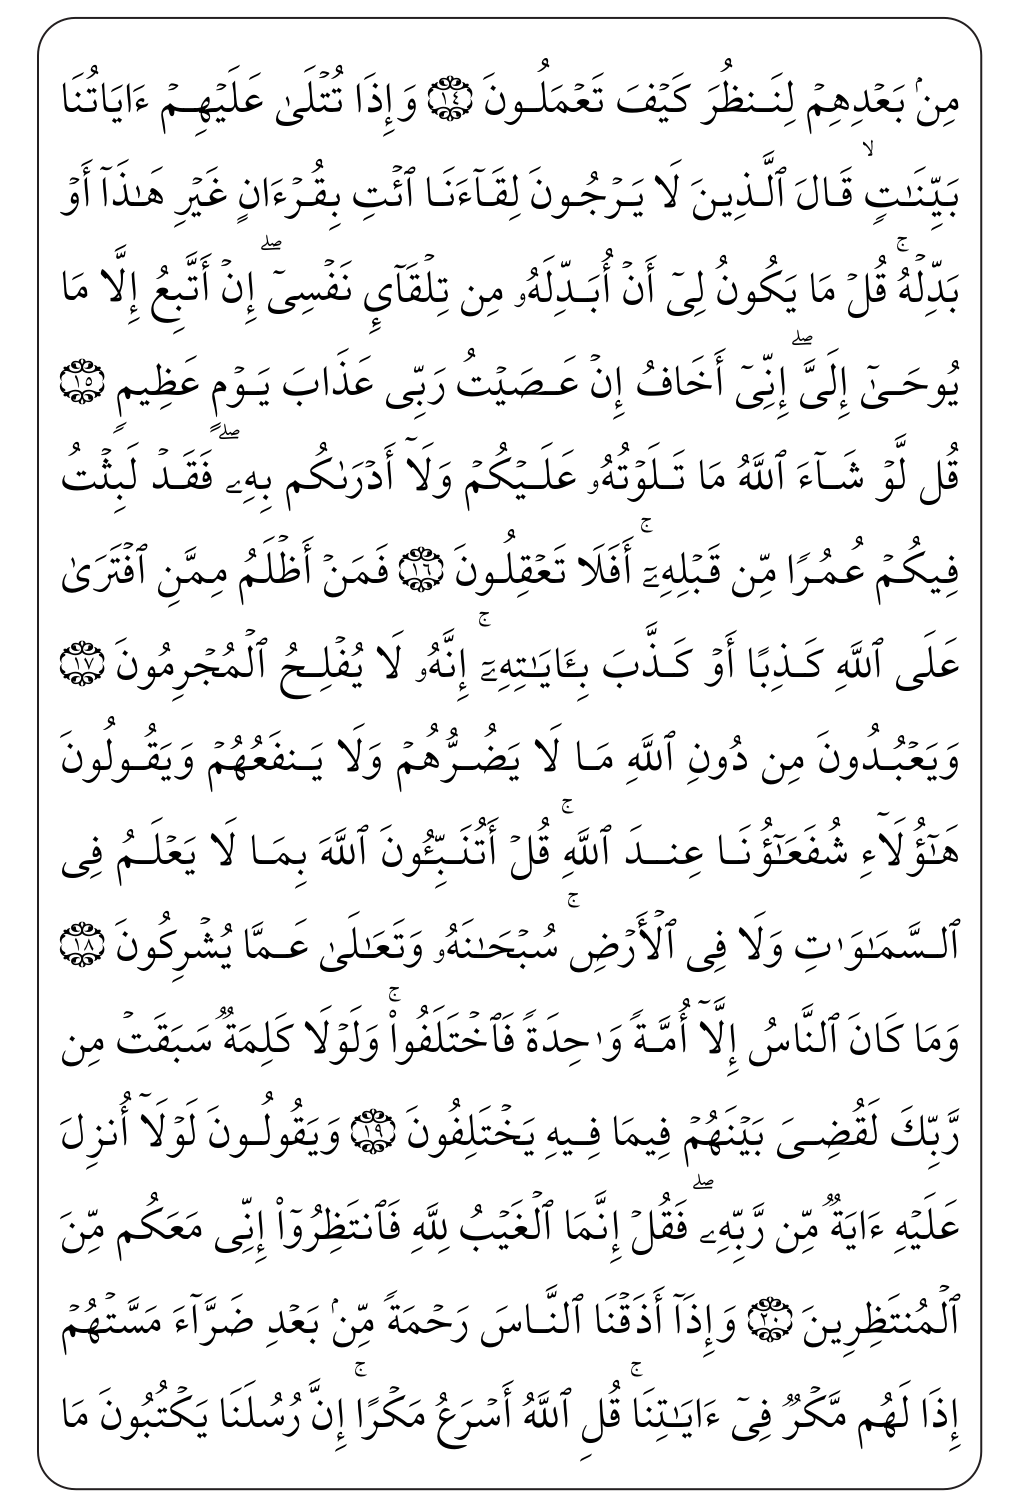 مِنۢ بَعۡدِهِمۡ لِنَنظُرَ كَيۡفَ تَعۡمَلُونَ ١٤ وَإِذَا تُتۡلَىٰ عَلَيۡهِمۡ ءَايَاتُنَا
بَيِّنَٰتٖ ۙ قَالَ ٱلَّذِينَ لَا يَرۡجُونَ لِقَآءَنَا ٱئۡتِ بِقُرۡءَانٍ غَيۡرِ هَٰذَآ أَوۡ
بَدِّلۡهُۚ قُلۡ مَا يَكُونُ لِيٓ أَنۡ أُبَدِّلَهُۥ مِن تِلۡقَآيِٕ نَفۡسِيٓۖ إِنۡ أَتَّبِعُ إِلَّا مَا
يُوحَىٰٓ إِلَيَّۖ إِنِّيٓ أَخَافُ إِنۡ عَصَيۡتُ رَبِّي عَذَابَ يَوۡمٍ عَظِيمٖ ١٥
قُل لَّوۡ شَآءَ ٱللَّهُ مَا تَلَوۡتُهُۥ عَلَيۡكُمۡ وَلَآ أَدۡرَىٰكُم بِهِۦۖ فَقَدۡ لَبِثۡتُ
فِيكُمۡ عُمُرٗا مِّن قَبۡلِهِۦٓۚ أَفَلَا تَعۡقِلُونَ ١٦ فَمَنۡ أَظۡلَمُ مِمَّنِ ٱفۡتَرَىٰ
عَلَى ٱللَّهِ كَذِبًا أَوۡ كَذَّبَ بِـَٔايَٰتِهِۦٓۚ إِنَّهُۥ لَا يُفۡلِحُ ٱلۡمُجۡرِمُونَ ١٧
وَيَعۡبُدُونَ مِن دُونِ ٱللَّهِ مَا لَا يَضُرُّهُمۡ وَلَا يَنفَعُهُمۡ وَيَقُولُونَ
هَٰٓؤُلَآءِ شُفَعَٰٓؤُنَا عِندَ ٱللَّهِۚ قُلۡ أَتُنَبِّـُٔونَ ٱللَّهَ بِمَا لَا يَعۡلَمُ فِي
ٱلسَّمَٰوَٰتِ وَلَا فِي ٱلۡأَرۡضِۚ سُبۡحَٰنَهُۥ وَتَعَٰلَىٰ عَمَّا يُشۡرِكُونَ ١٨
وَمَا كَانَ ٱلنَّاسُ إِلَّآ أُمَّةٗ وَٰحِدَةٗ فَٱخۡتَلَفُواْۚ وَلَوۡلَا كَلِمَةٞ سَبَقَتۡ مِن
رَّبِّكَ لَقُضِيَ بَيۡنَهُمۡ فِيمَا فِيهِ يَخۡتَلِفُونَ ١٩ وَيَقُولُونَ لَوۡلَآ أُنزِلَ
عَلَيۡهِ ءَايَةٞ مِّن رَّبِّهِۦۖ فَقُلۡ إِنَّمَا ٱلۡغَيۡبُ لِلَّهِ فَٱنتَظِرُوٓاْ إِنِّي مَعَكُم مِّنَ
ٱلۡمُنتَظِرِينَ ٢٠ وَإِذَآ أَذَقۡنَا ٱلنَّاسَ رَحۡمَةٗ مِّنۢ بَعۡدِ ضَرَّآءَ مَسَّتۡهُمۡ
إِذَا لَهُم مَّكۡرٞ فِيٓ ءَايَاتِنَاۚ قُلِ ٱللَّهُ أَسۡرَعُ مَكۡرًاۚ إِنَّ رُسُلَنَا يَكۡتُبُونَ مَا